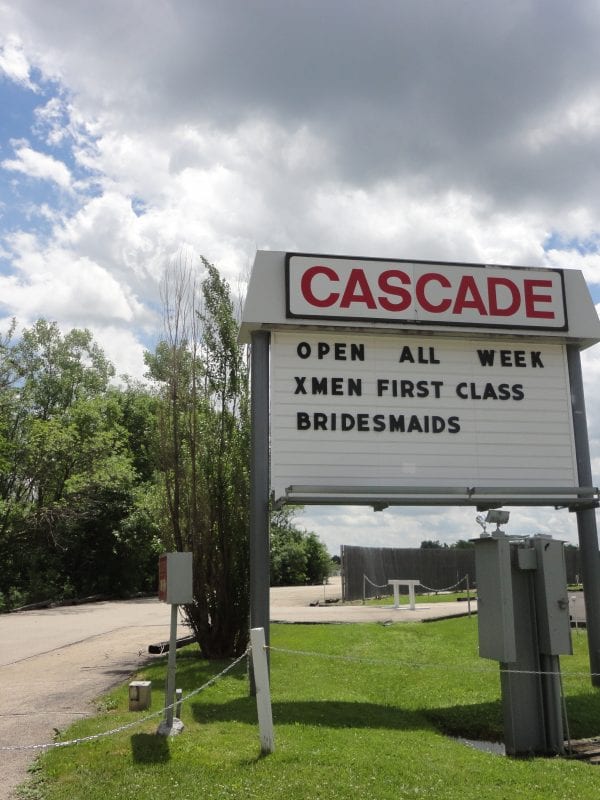 CASCADE
OPEN ALL WEEK
XMEN FIRST CLASS
BRIDESMAIDS